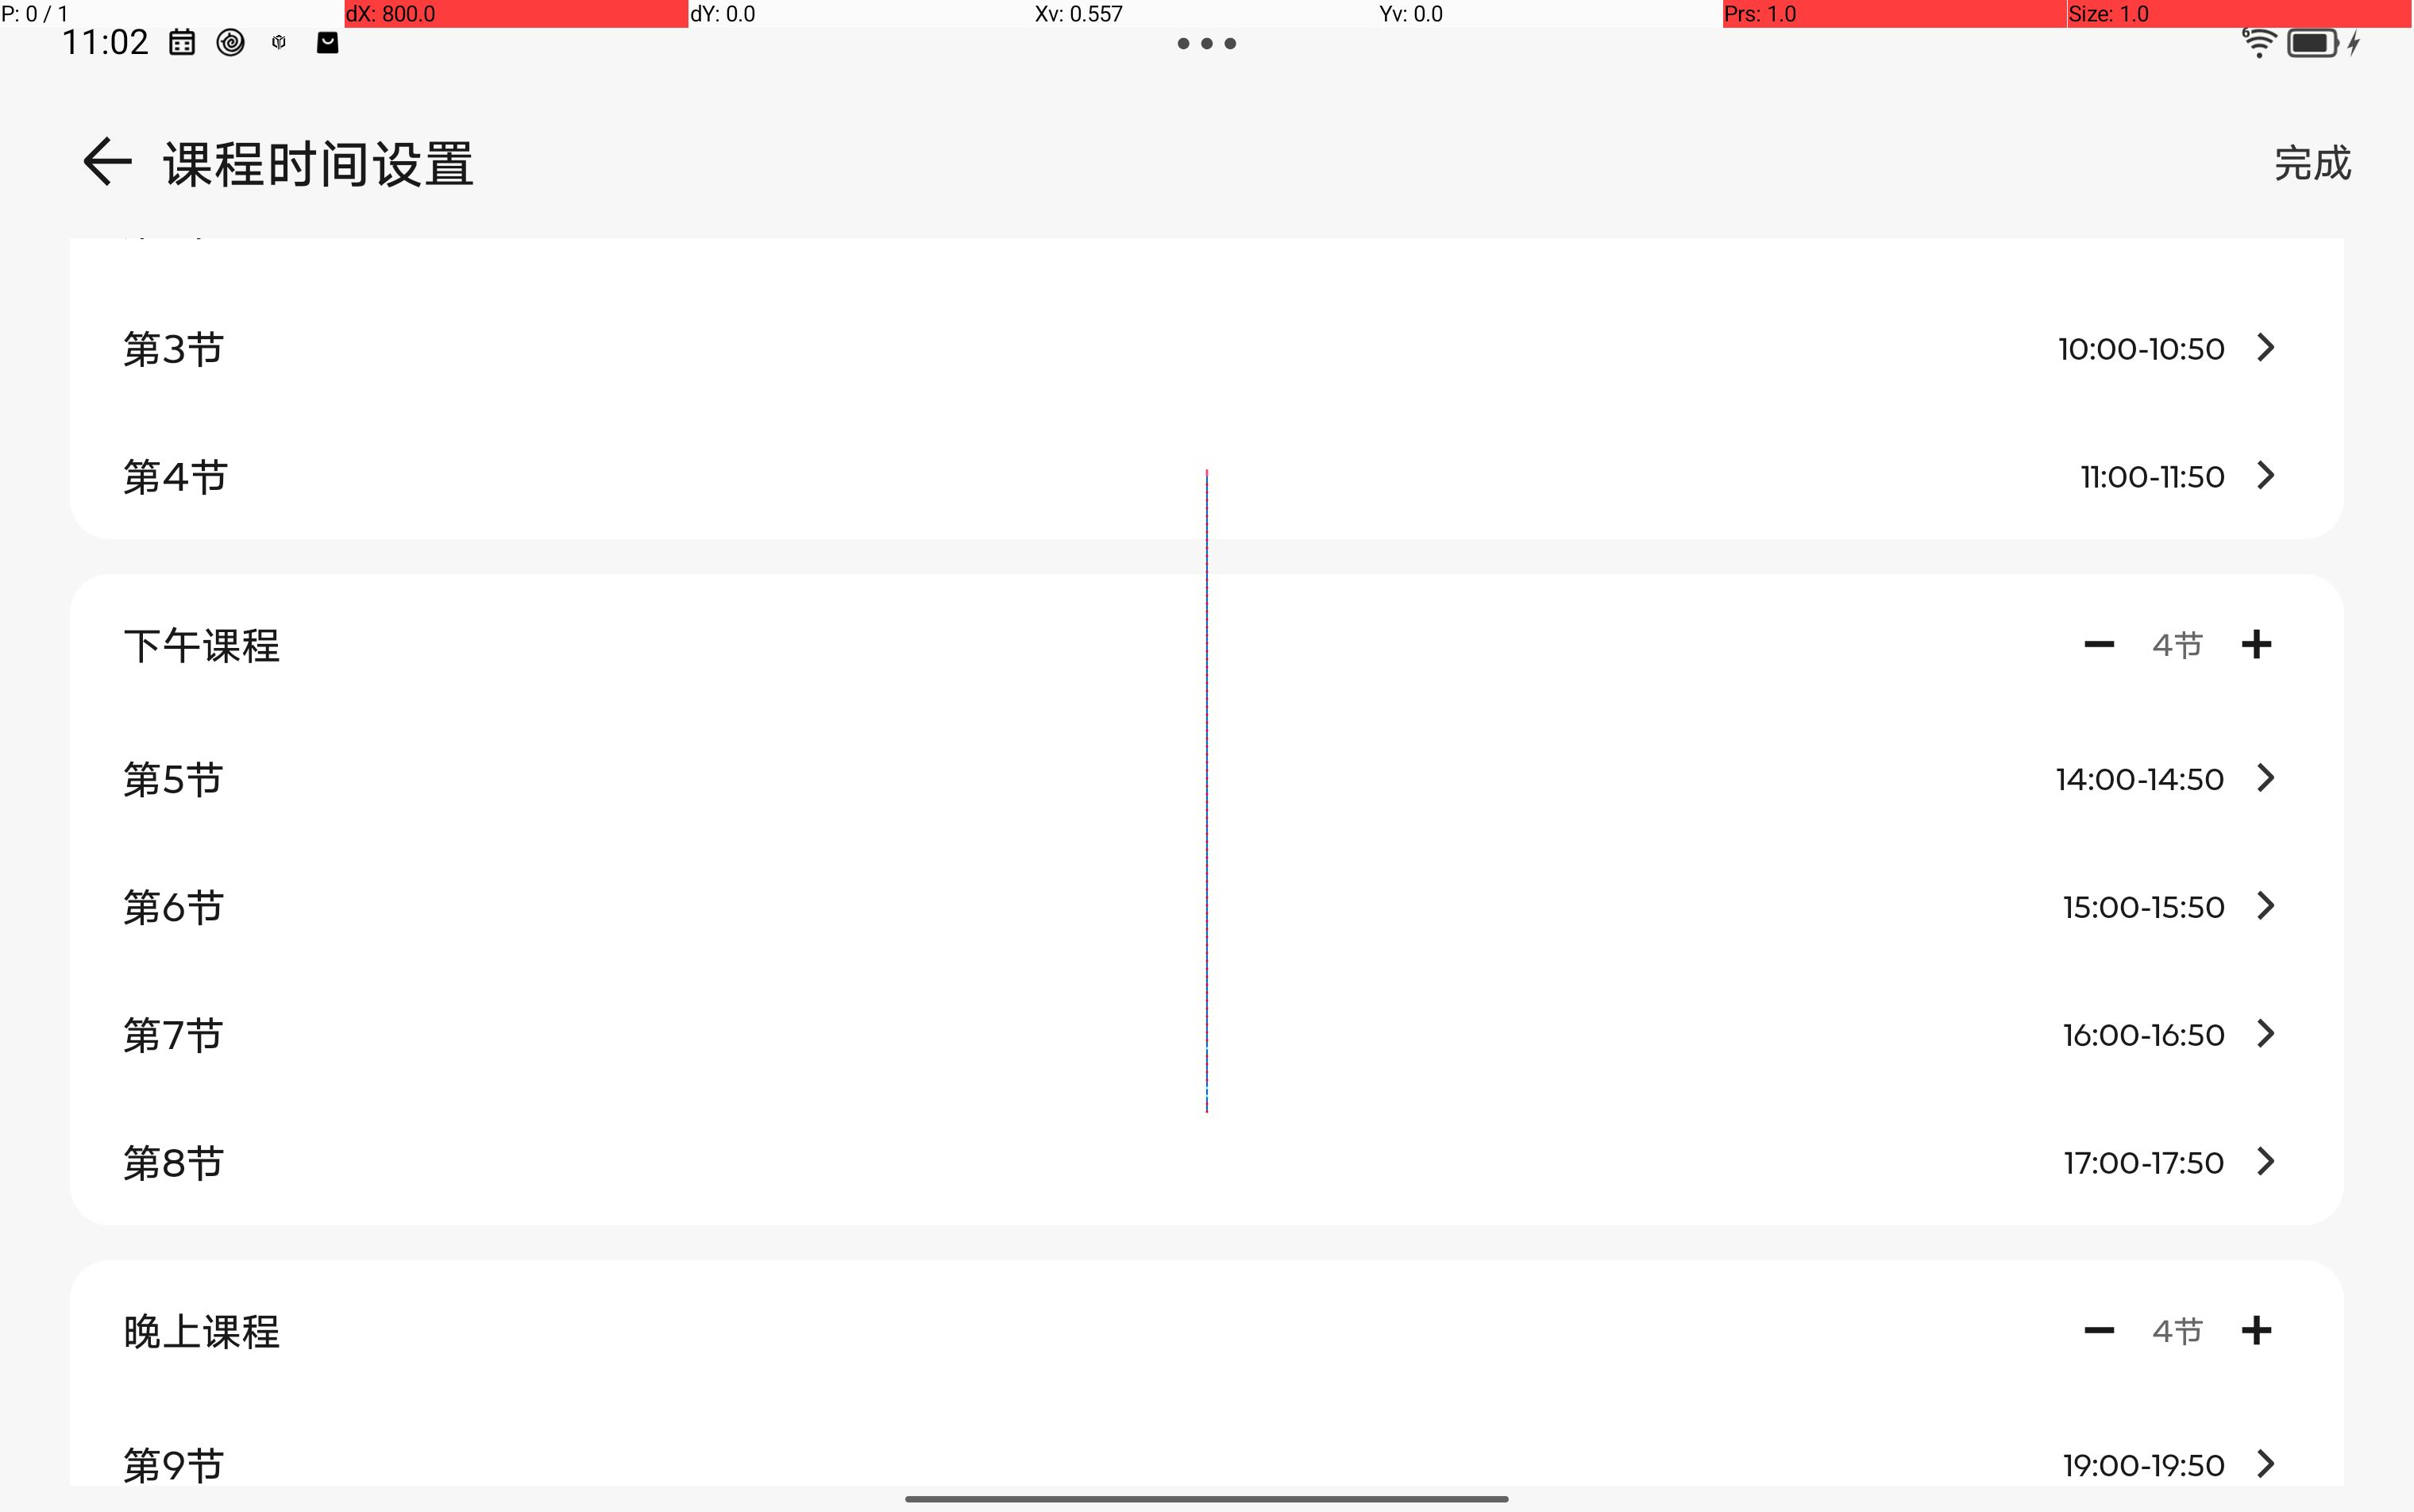 P: 0 / 1 dX: 800.0 dY: 0.0 Xv: 0.557 Yv: 0.0 Prs: 1.0 Size: 1.0
11:02 6
课程时间设置 完成
第3节 10:00-10:50
第4节 11:00-11:50
下午课程 4节
第5节 14:00-14:50
第6节 15:00-15:50
第7节 16:00-16:50
第8节 17:00-17:50
晚上课程 4节
第9节 19:00-19:50